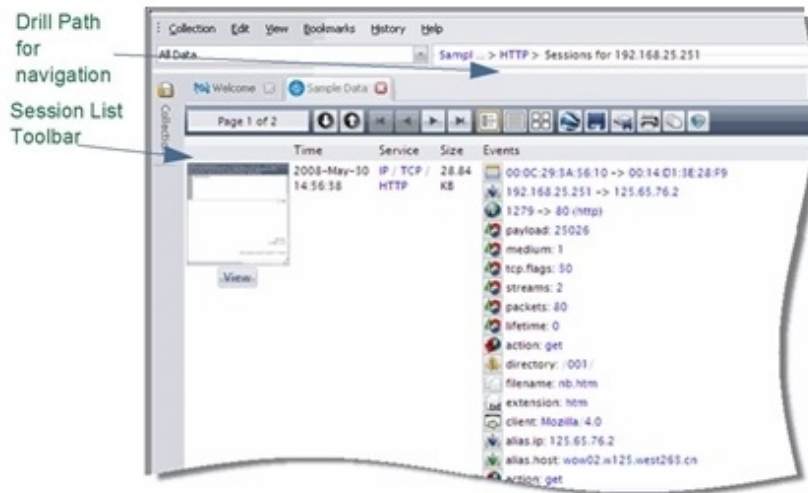 Drill Path
for
navigation
Session List
Toolbar
Collection Edit View Bookmarks History Help
All Data
Sampl ... > HTTP > Sessions for 192.168.25.251
Welcome
Sample Data
Collection
Page 1 of 2
Time Service Size Events
2008-May-30 14:56:38
IP / TCP / HTTP
28.84 KB
View
00:0C:29:5A:56:10 -> 00:14:D1:5E:28:F9
192.168.25.251 -> 125.65.76.2
1279 -> 80 (http)
payload: 25026
medium: 1
tcp.flags: 30
streams: 2
packets: 80
lifetime: 0
action: get
directory: /001/
filename: nb.htm
extension: htm
client: Mozilla/4.0
alias.ip: 125.65.76.2
alias.host: wow02.w125.west263.cn
action: get